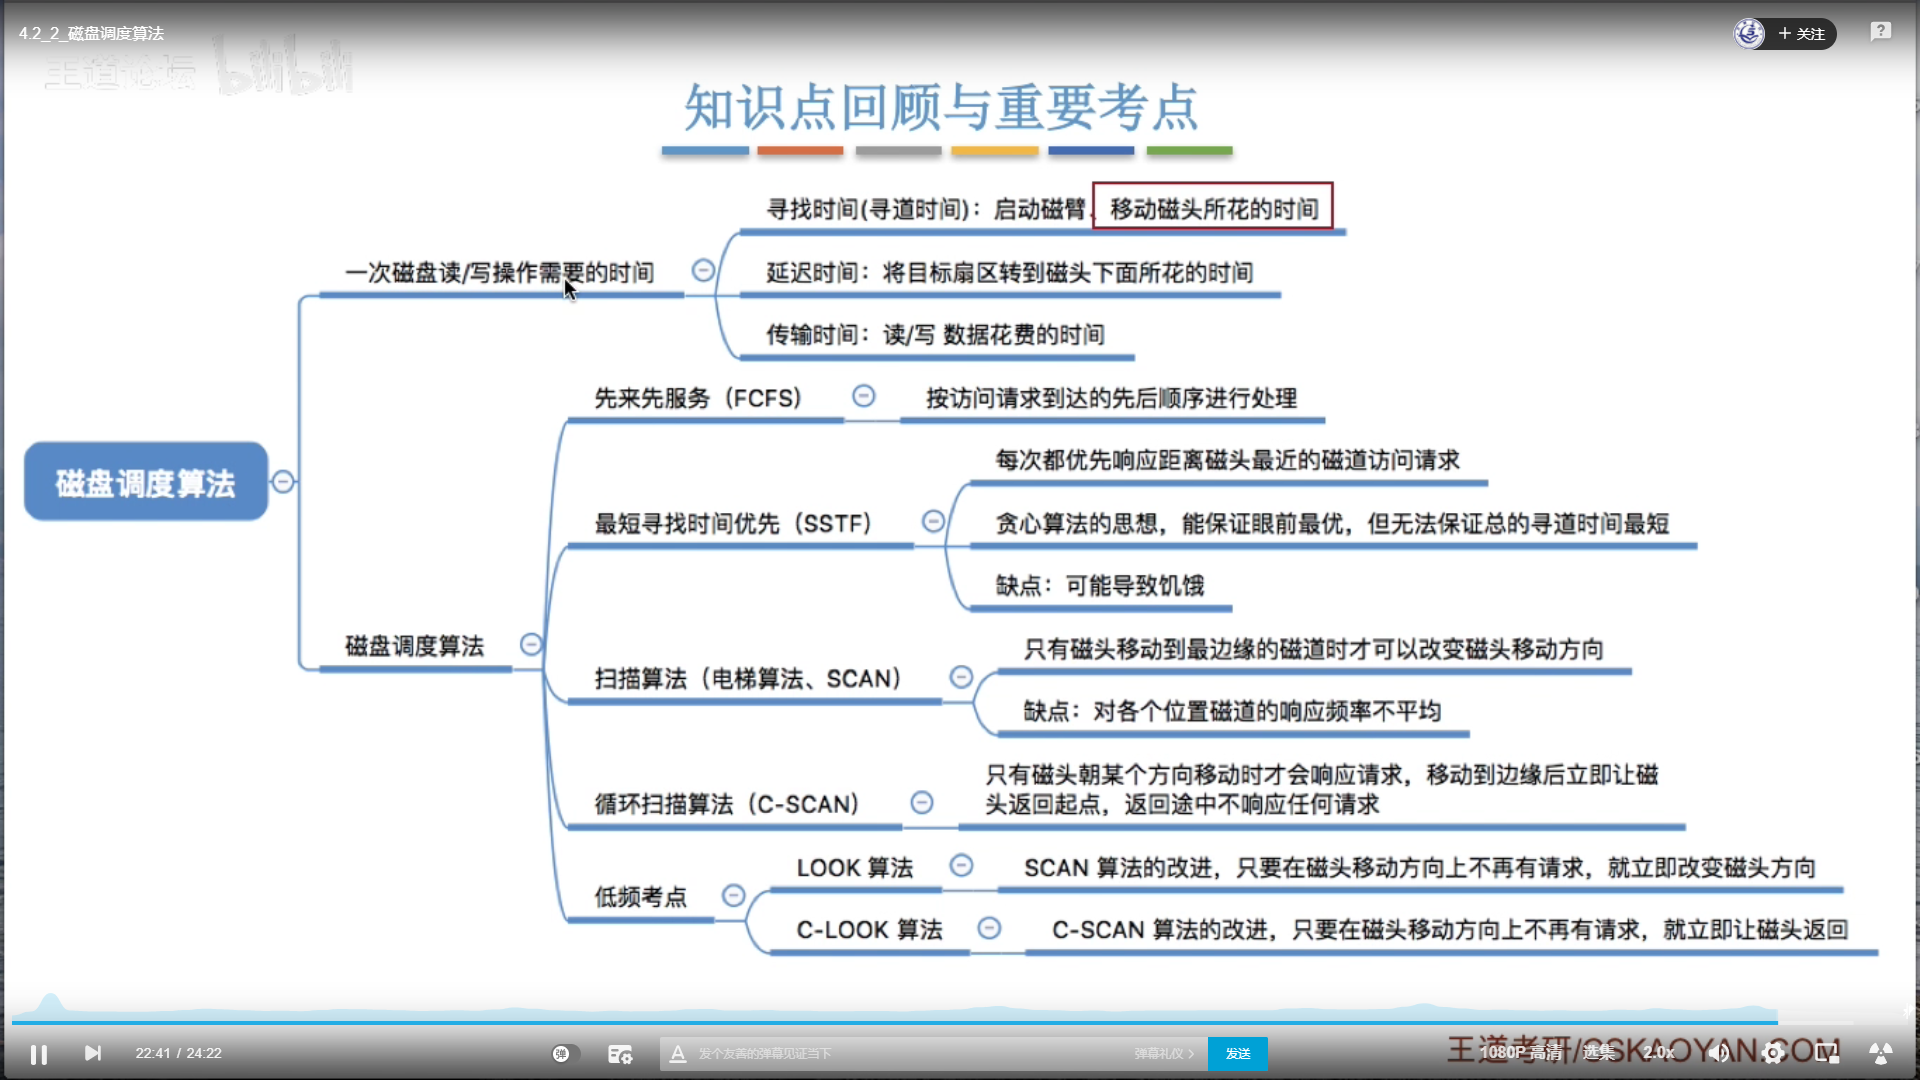 4.2_2_磁盘调度算法
+ 关注
王道论坛 bilibili
知识点回顾与重要考点
寻找时间(寻道时间)：启动磁臂、移动磁头所花的时间
一次磁盘读/写操作需要的时间
延迟时间：将目标扇区转到磁头下面所花的时间
传输时间：读/写 数据花费的时间
先来先服务（FCFS）
按访问请求到达的先后顺序进行处理
每次都优先响应距离磁头最近的磁道访问请求
磁盘调度算法
最短寻找时间优先（SSTF）
贪心算法的思想，能保证眼前最优，但无法保证总的寻道时间最短
缺点：可能导致饥饿
磁盘调度算法
只有磁头移动到最边缘的磁道时才可以改变磁头移动方向
扫描算法（电梯算法、SCAN）
缺点：对各个位置磁道的响应频率不平均
循环扫描算法（C-SCAN）
只有磁头朝某个方向移动时才会响应请求，移动到边缘后立即让磁
头返回起点，返回途中不响应任何请求
LOOK 算法
SCAN 算法的改进，只要在磁头移动方向上不再有请求，就立即改变磁头方向
低频考点
C-LOOK 算法
C-SCAN 算法的改进，只要在磁头移动方向上不再有请求，就立即让磁头返回
22:41 / 24:22
弹
发个友善的弹幕见证当下
弹幕礼仪 >
发送
王道考研/CSKAOYAN.COM
1080P 高清
选集
2.0x